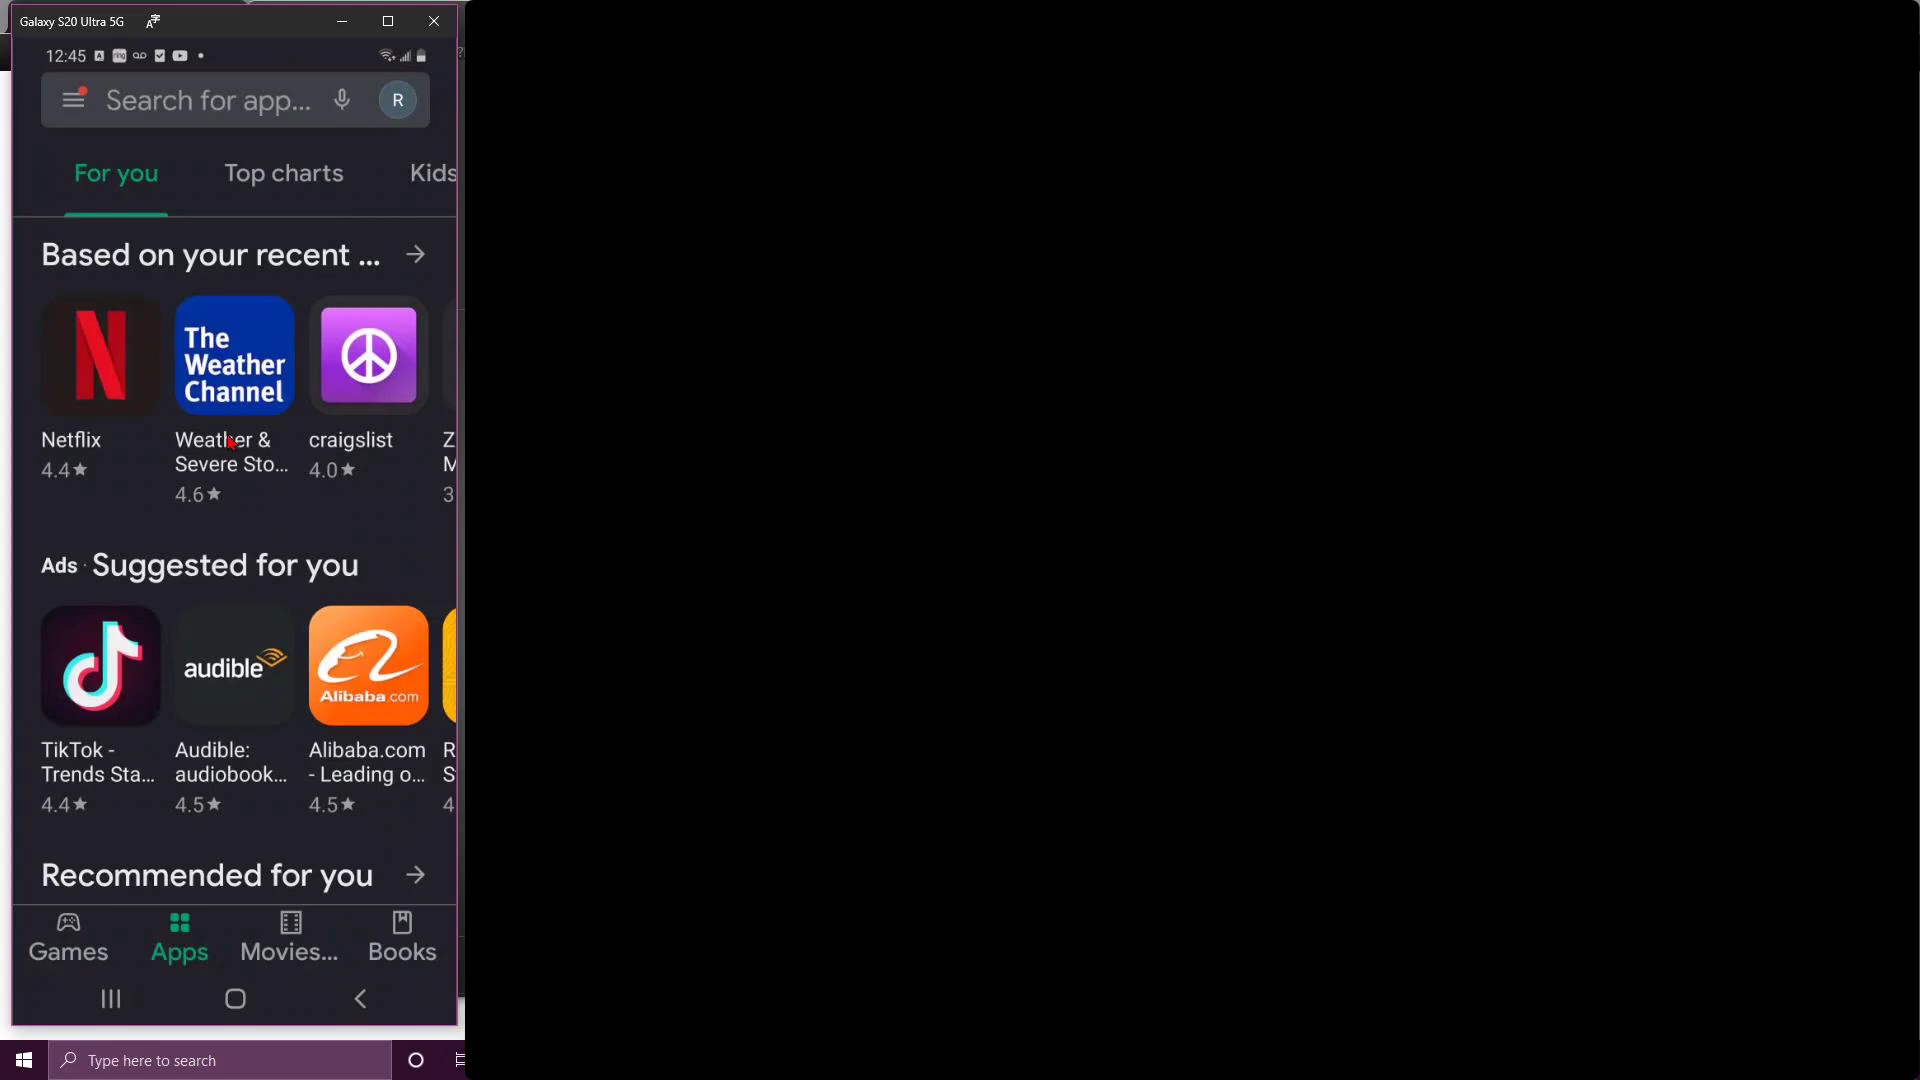 Galaxy S20 Ultra 5G
12:45
ring
Search for app...
R
For you
Top charts
Kids
Based on your recent ...
The
Weather
Channel
Netflix
4.4★
Weather &
Severe Sto...
4.6★
craigslist
4.0★
Z
M
3
Ads · Suggested for you
audible
Alibaba.com
TikTok -
Trends Sta...
4.4★
Audible:
audiobook...
4.5★
Alibaba.com
- Leading o...
4.5★
R
S
4
Recommended for you
Games
Apps
Movies...
Books
Type here to search